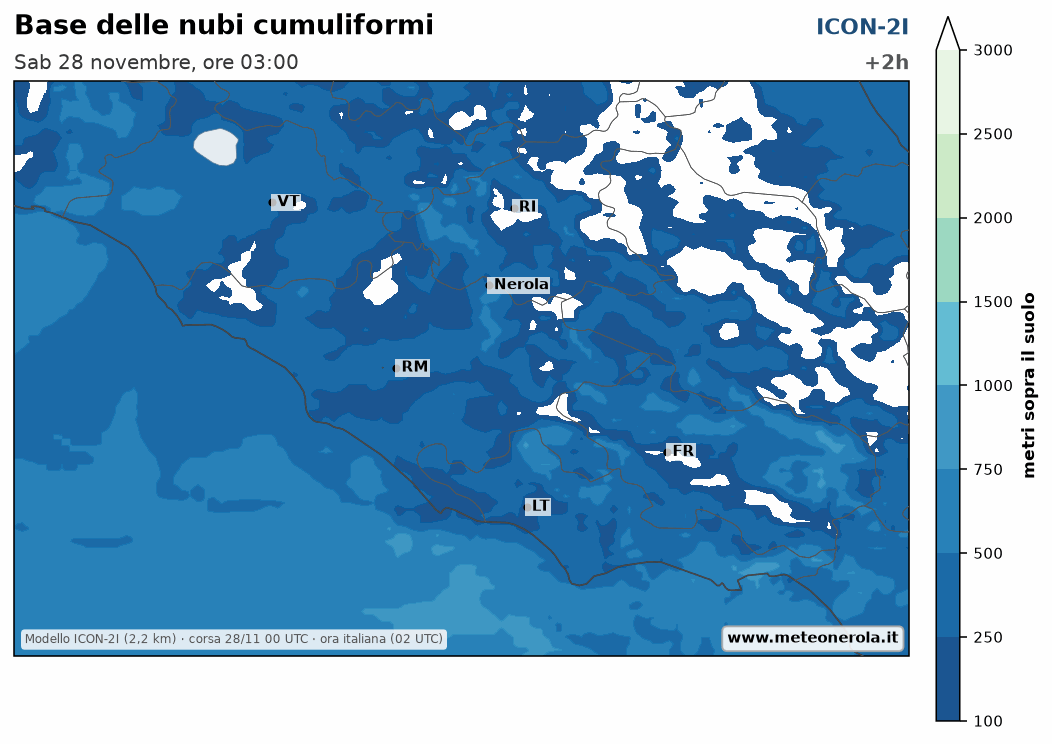 Base delle nubi cumuliformi
ICON-2I
Sab 28 novembre, ore 03:00
+2h
VT
RI
Nerola
RM
FR
LT
Modello ICON-2I (2,2 km) · corsa 28/11 00 UTC · ora italiana (02 UTC)
www.meteonerola.it
3000
2500
2000
1500
1000
750
500
250
100
metri sopra il suolo